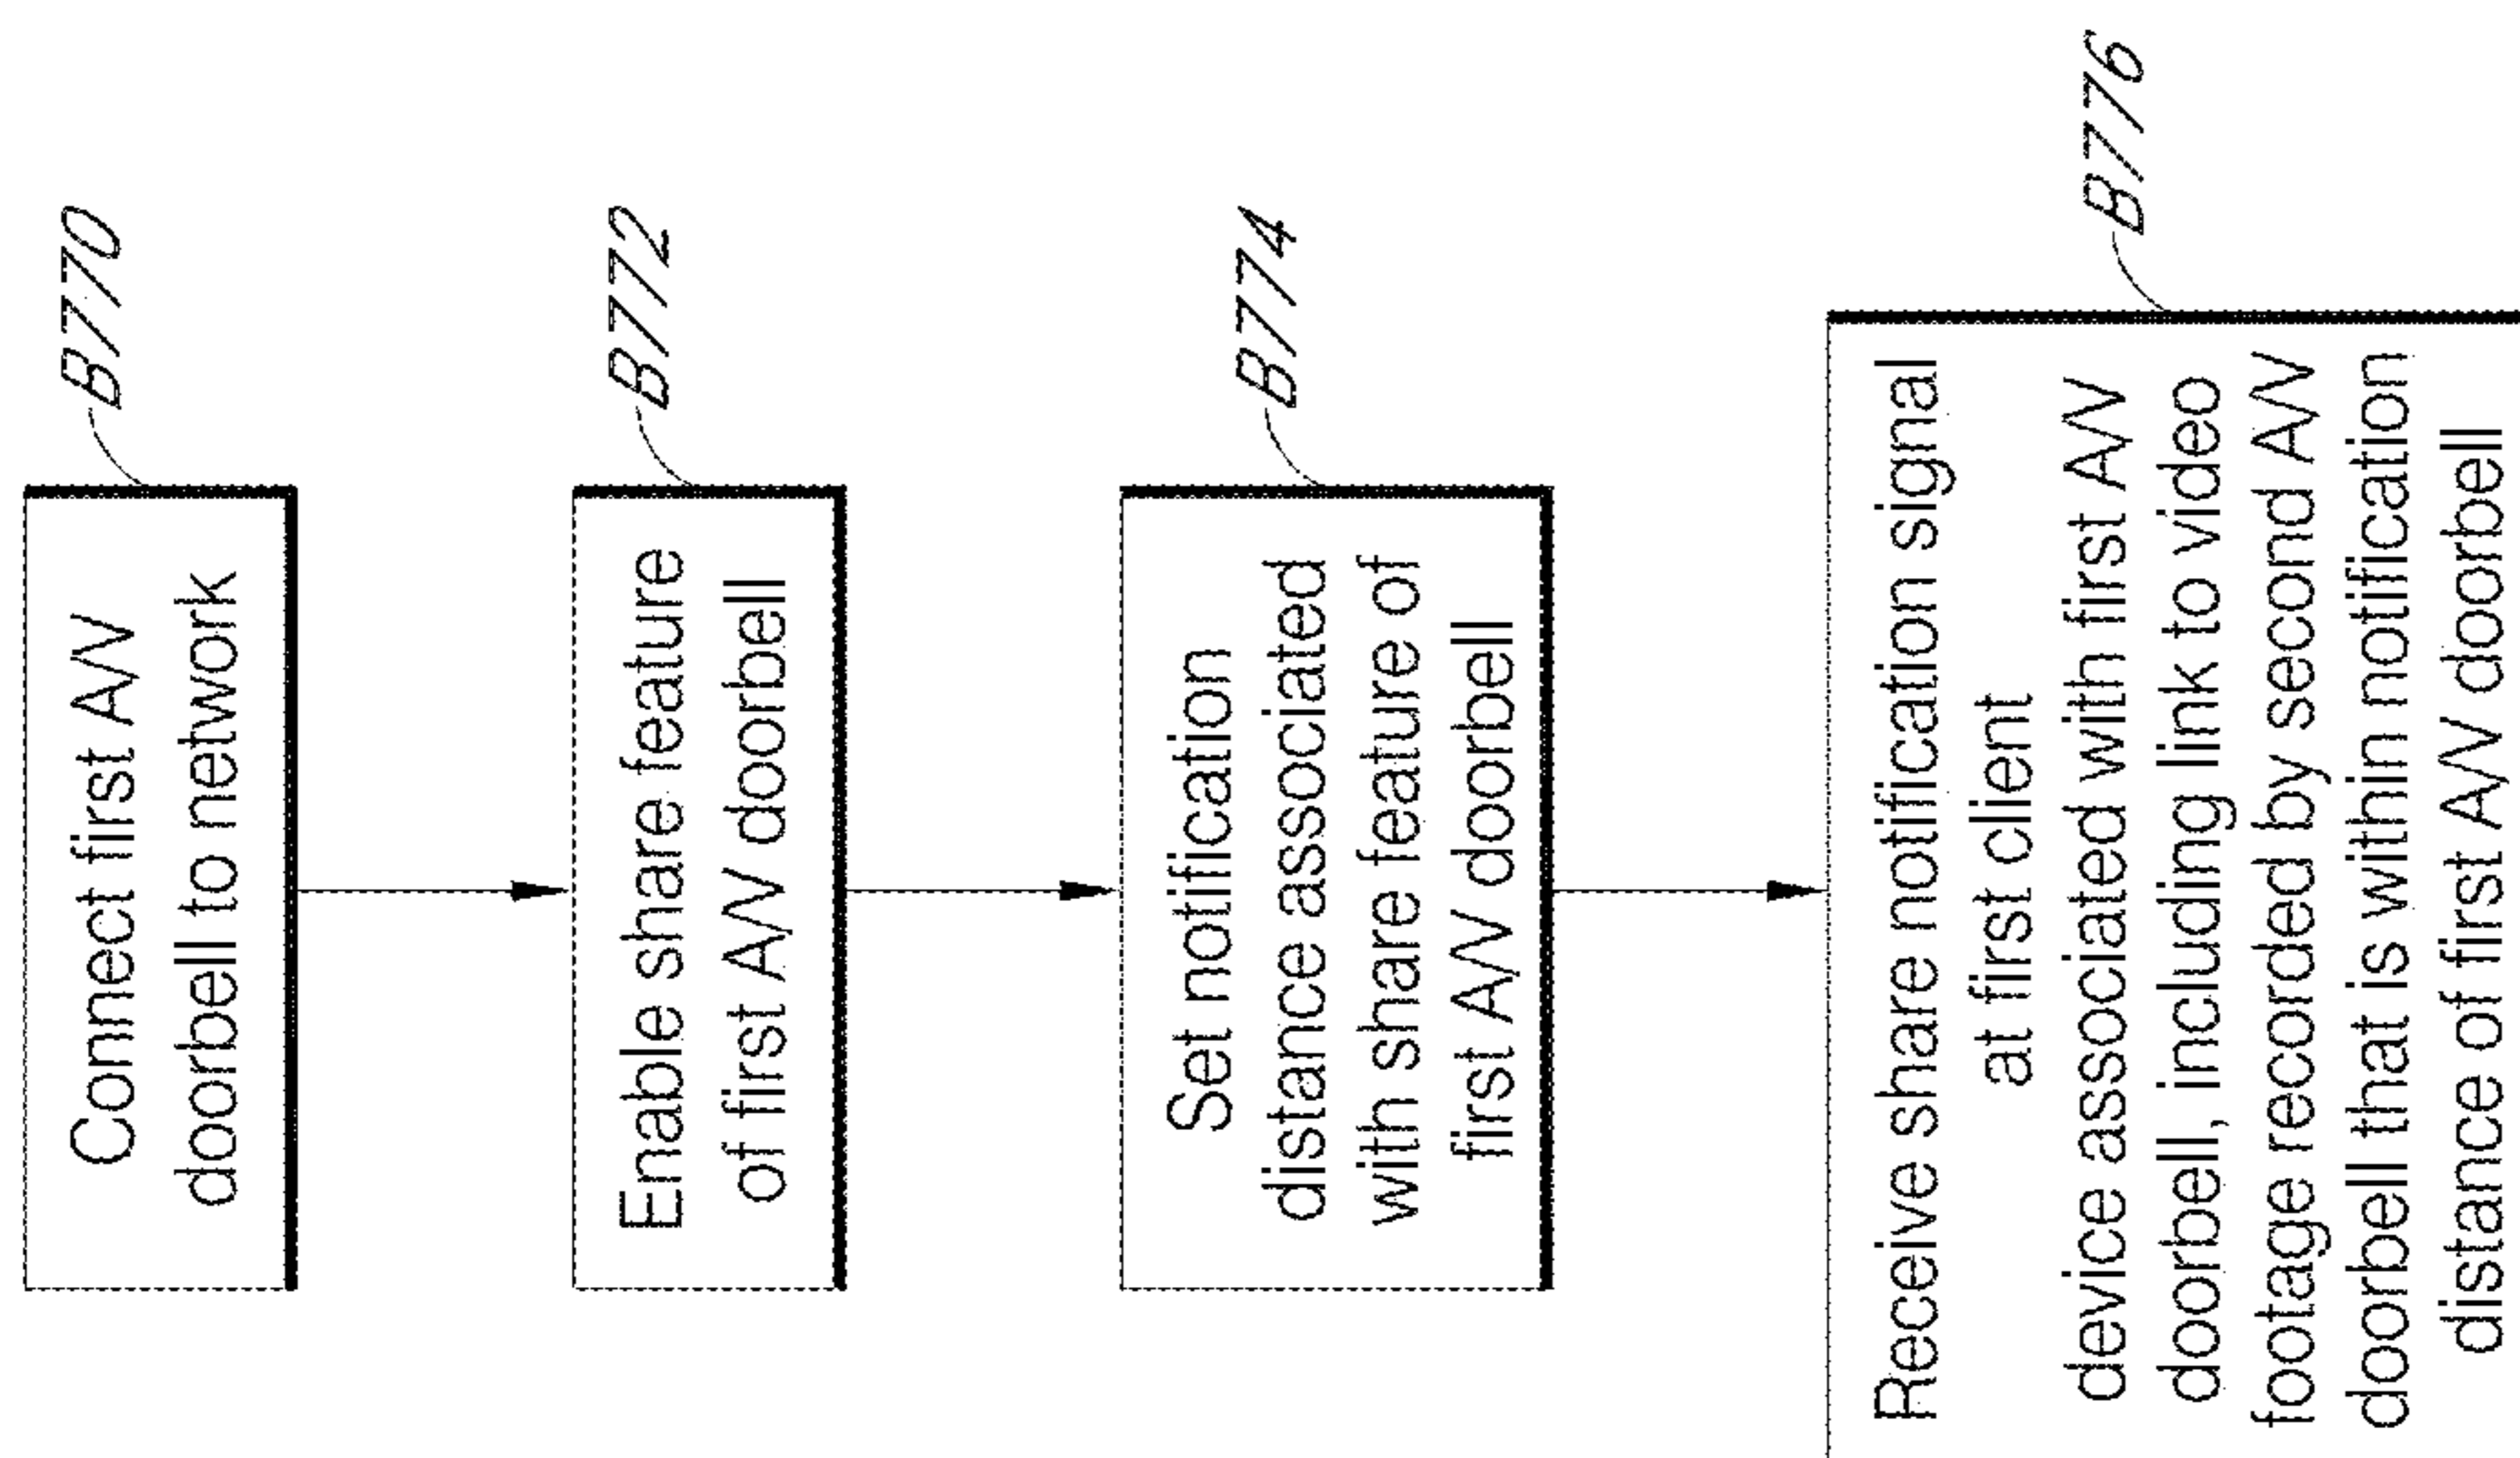 Connect first A/V
doorbell to network
B770
Enable share feature
of first A/V doorbell
B772
Set notification
distance associated
with share feature of
first A/V doorbell
B774
Receive share notification signal
at first client
device associated with first A/V
doorbell, including link to video
footage recorded by second A/V
doorbell that is within notification
distance of first A/V doorbell
B776